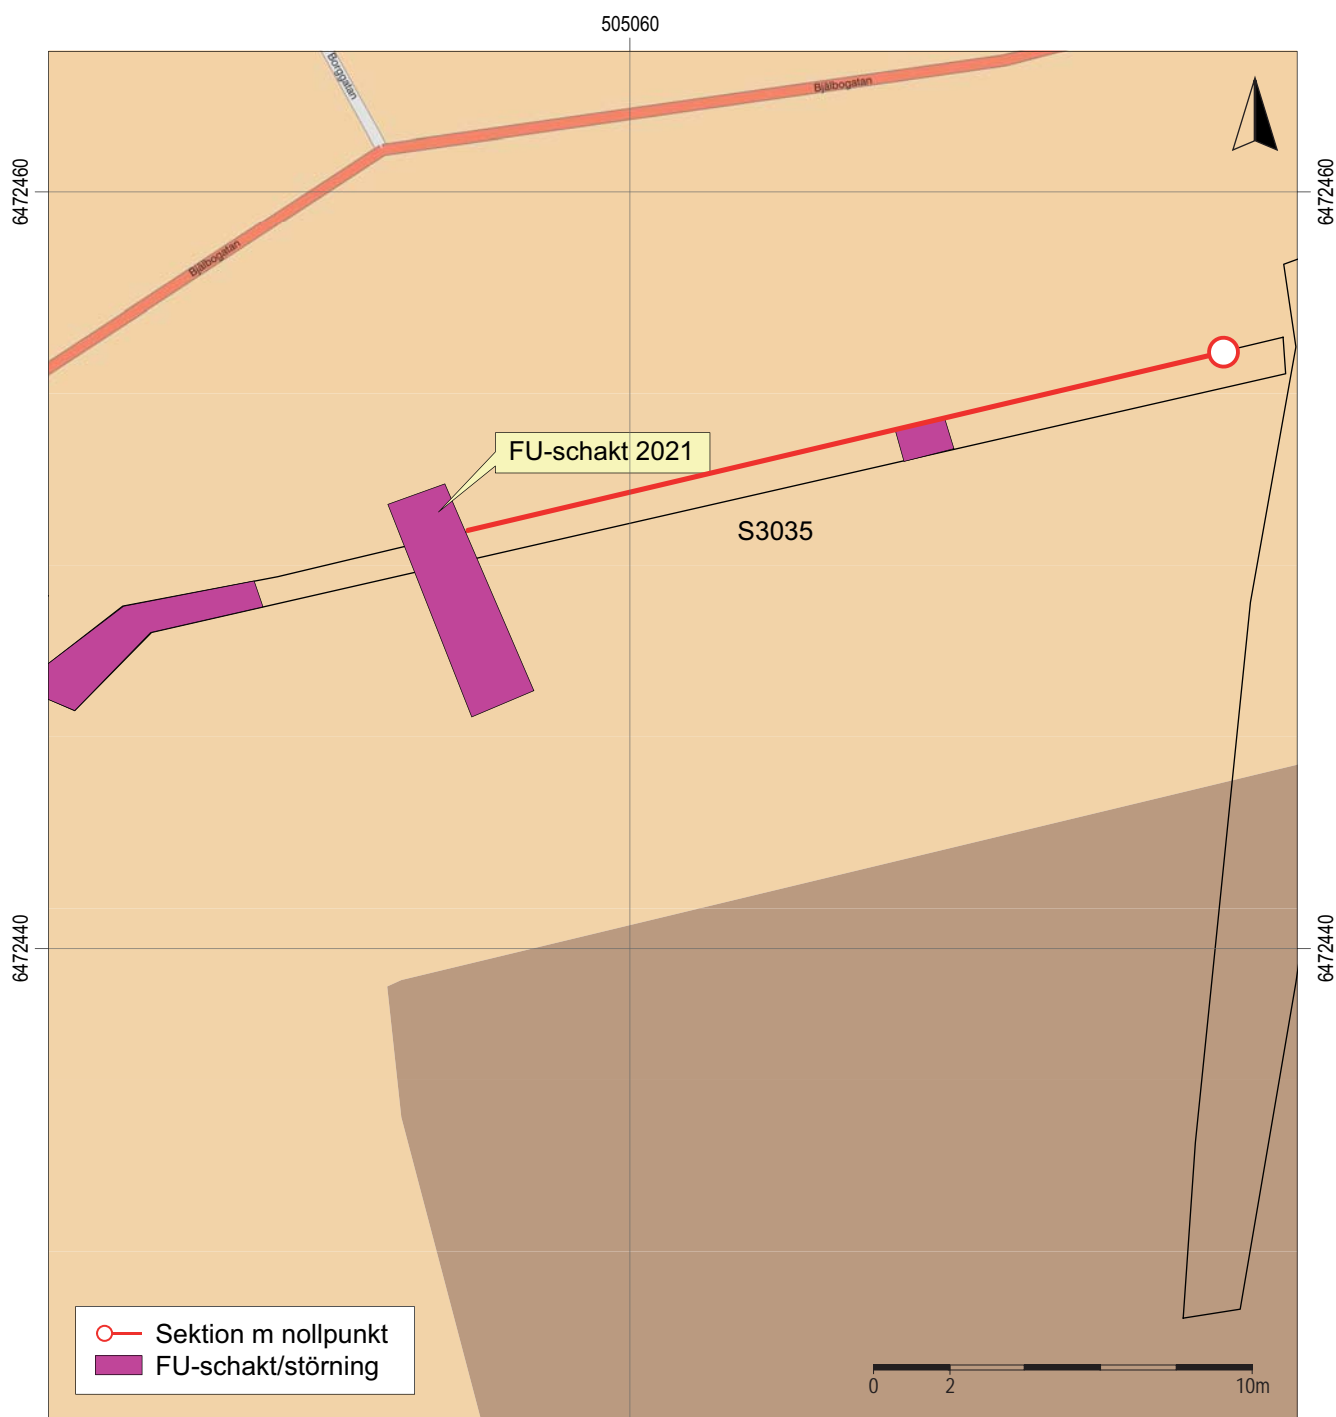 505060
Borggatan
Bjälbogatan
6472460
6472460
Bjälbogatan
FU-schakt 2021
S3035
6472440
6472440
Sektion m nollpunkt
FU-schakt/störning
0 2 10m